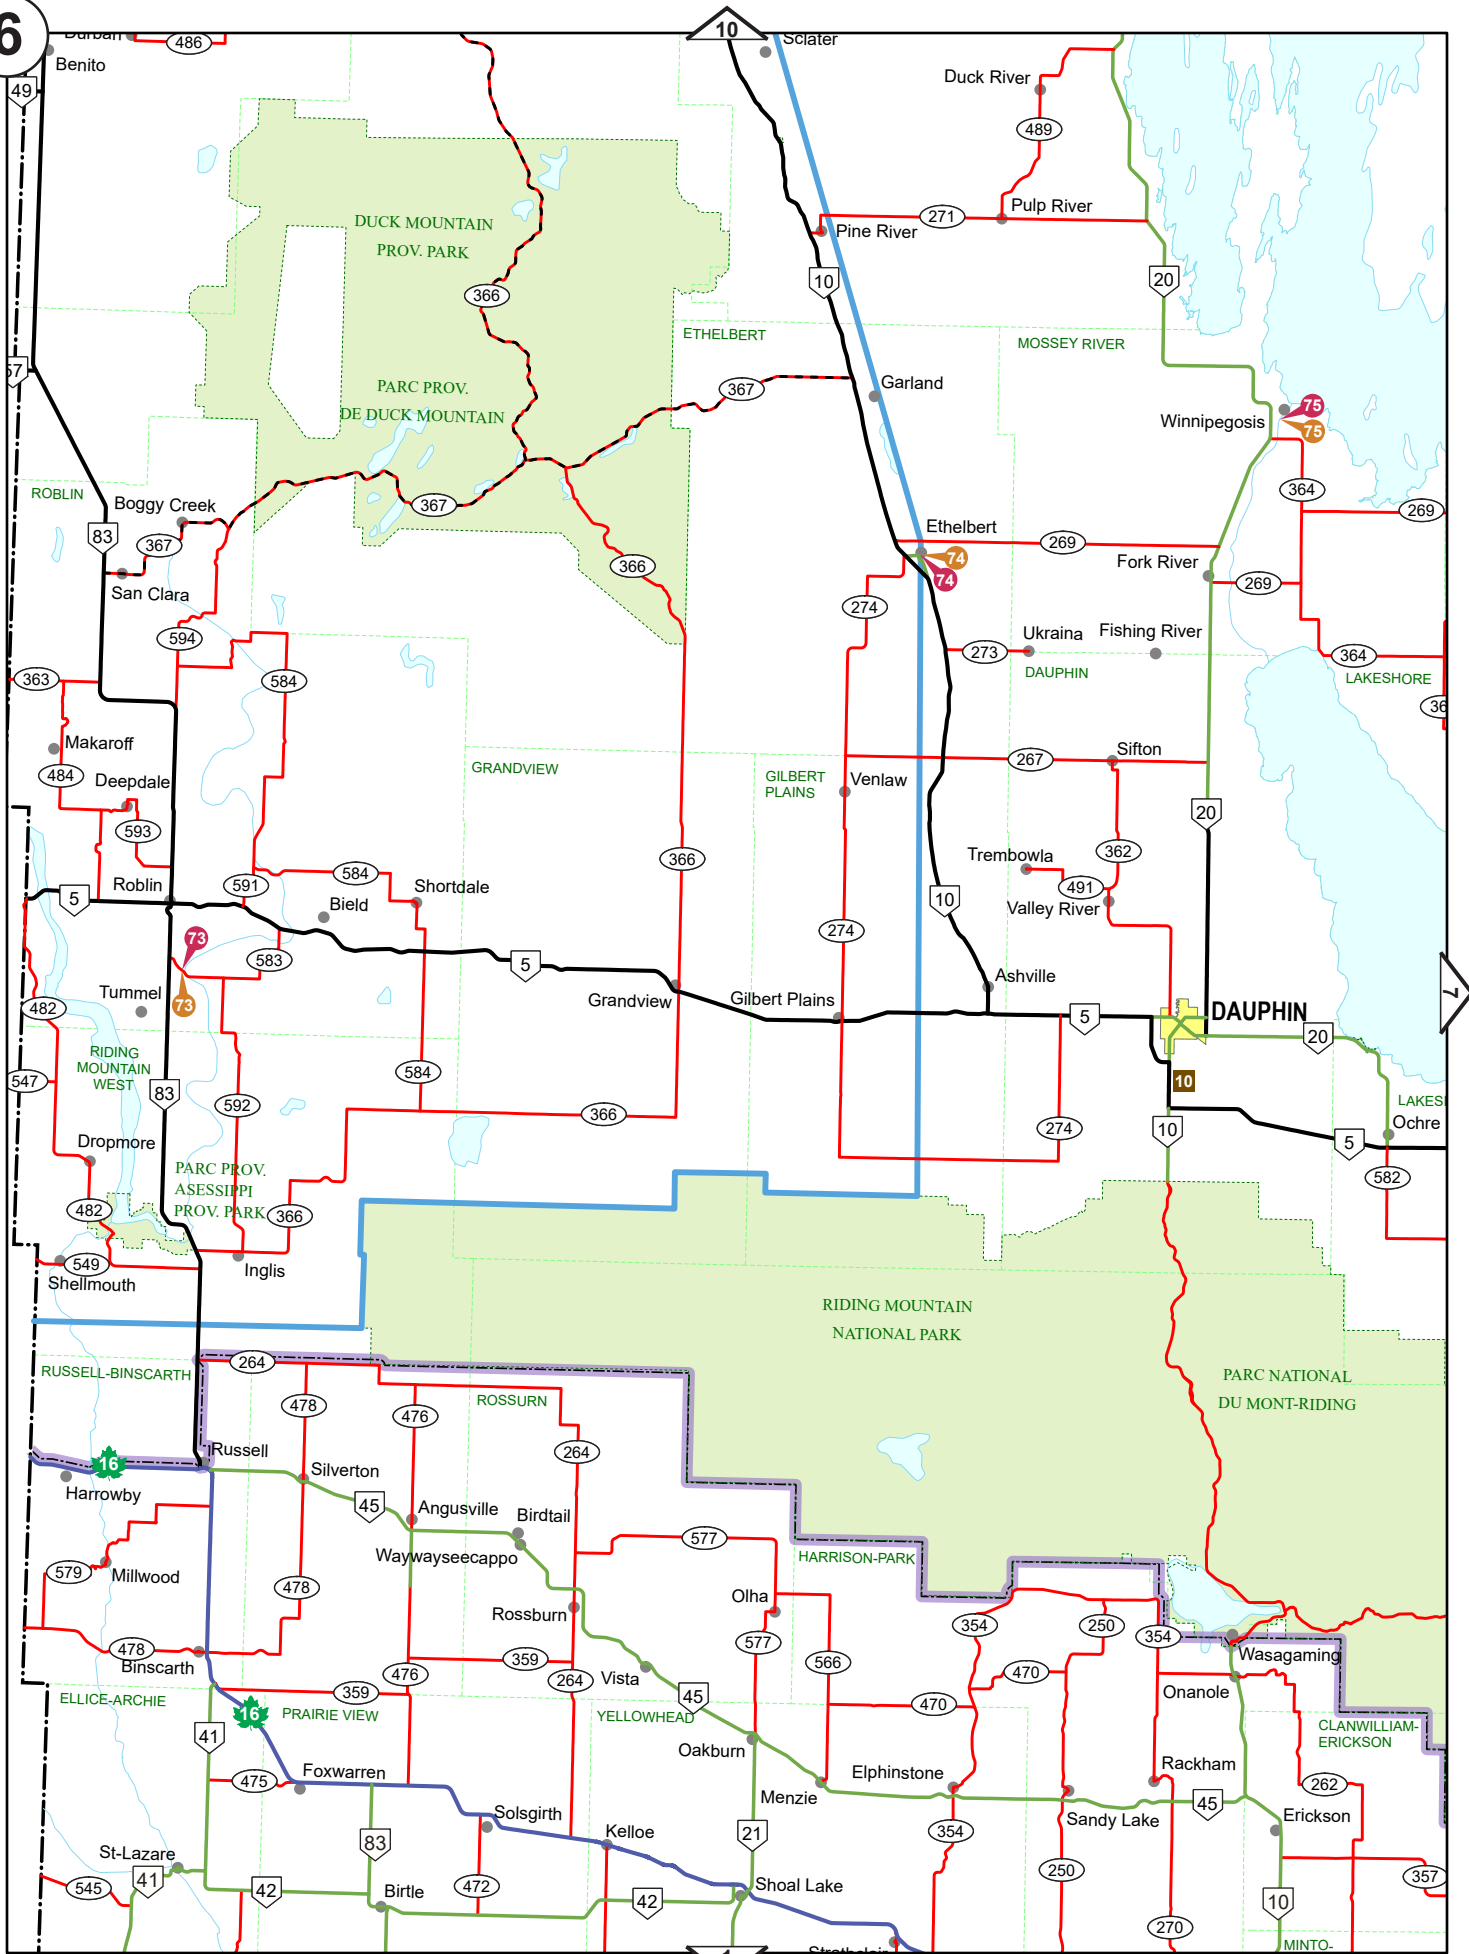 6
10
Durban
486
Benito
49
Sclater
Duck River
489
DUCK MOUNTAIN
PROV. PARK
271
Pulp River
Pine River
10
20
366
ETHELBERT
MOSSEY RIVER
57
PARC PROV.
DE DUCK MOUNTAIN
367
Garland
75
Winnipegosis
75
ROBLIN
Boggy Creek
367
364
269
83
367
Ethelbert
269
74
74
Fork River
269
San Clara
366
274
594
584
273
Ukraina
Fishing River
364
363
DAUPHIN
LAKESHORE
36
Makaroff
484
GRANDVIEW
GILBERT
PLAINS
Venlaw
267
Sifton
Deepdale
593
20
366
362
Trembowla
491
Valley River
Roblin
591
584
Shortdale
5
Bield
10
274
73
583
5
Ashville
7
Tummel
73
482
Grandview
Gilbert Plains
5
DAUPHIN
20
RIDING
MOUNTAIN
WEST
547
83
592
584
366
10
LAKES
274
10
5
Ochre
Dropmore
PARC PROV.
ASESSIPPI
PROV. PARK
482
366
582
549
Shellmouth
Inglis
RIDING MOUNTAIN
NATIONAL PARK
RUSSELL-BINSCARTH
264
ROSSURN
PARC NATIONAL
DU MONT-RIDING
478
476
264
Russell
16
Harrowby
Silverton
45
Angusville
Birdtail
Waywayseecappo
577
HARRISON-PARK
579
Millwood
478
Rossburn
Olha
478
Binscarth
577
354
250
354
Wasagaming
476
359
264
Vista
566
470
Onanole
ELLICE-ARCHIE
359
16
PRAIRIE VIEW
45
YELLOWHEAD
470
41
Oakburn
CLANWILLIAM-
ERICKSON
475
Foxwarren
Menzie
Elphinstone
Rackham
262
Solsgirth
Kelloe
21
354
Sandy Lake
45
Erickson
83
St-Lazare
41
545
42
Birtle
472
42
Shoal Lake
250
357
10
270
MINTO-